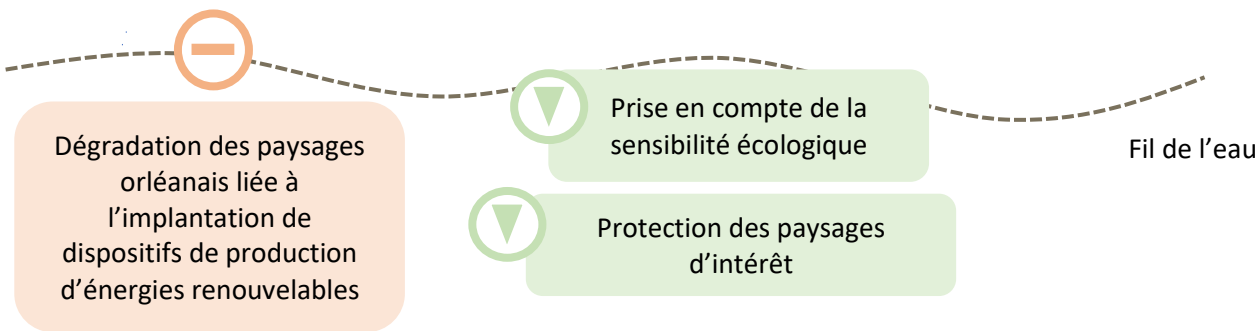 Dégradation des paysages
orléanais liée à
l’implantation de
dispositifs de production
d’énergies renouvelables
Prise en compte de la
sensibilité écologique
Protection des paysages
d’intérêt
Fil de l’eau